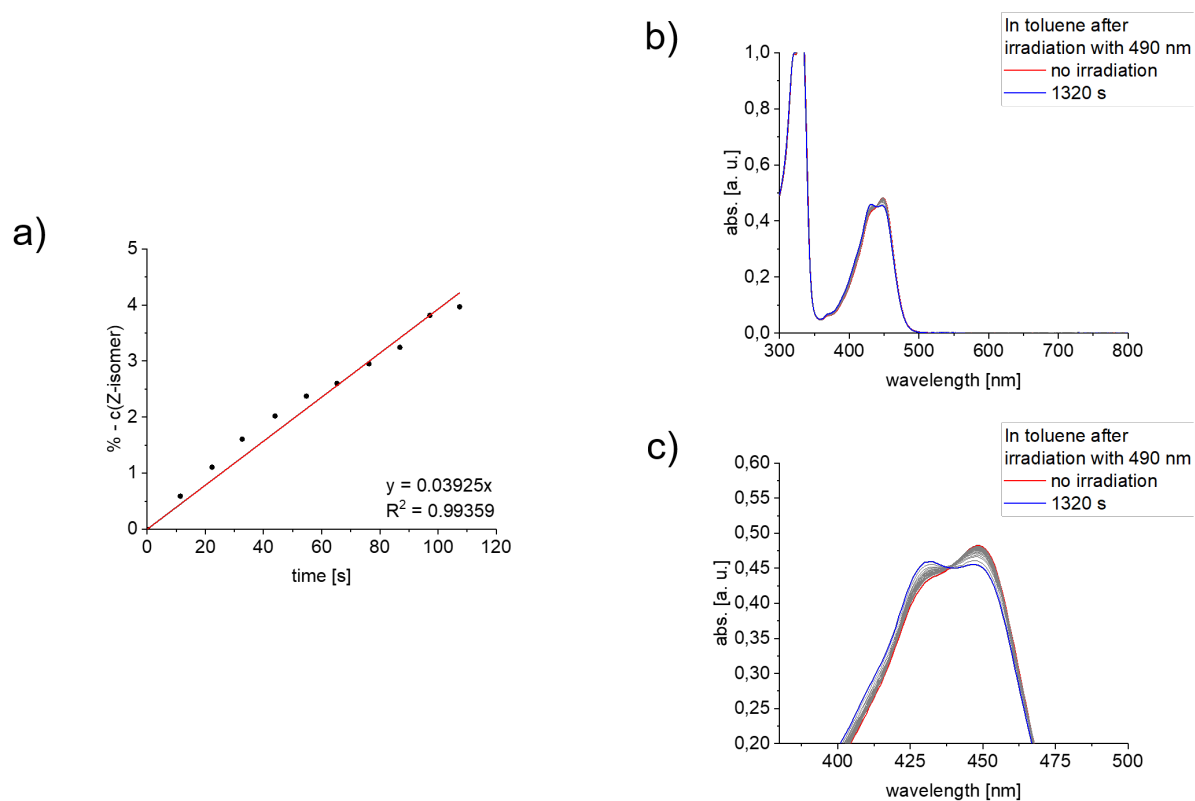 a)
% - c(Z-isomer)
5
4
3
2
1
0
y = 0.03925x
R² = 0.99359
0 20 40 60 80 100 120
time [s]
b)
In toluene after
irradiation with 490 nm
no irradiation
1320 s
abs. [a. u.]
1,0
0,8
0,6
0,4
0,2
0,0
300 400 500 600 700 800
wavelength [nm]
c)
In toluene after
irradiation with 490 nm
no irradiation
1320 s
abs. [a. u.]
0,60
0,55
0,50
0,45
0,40
0,35
0,30
0,25
0,20
400 425 450 475 500
wavelength [nm]